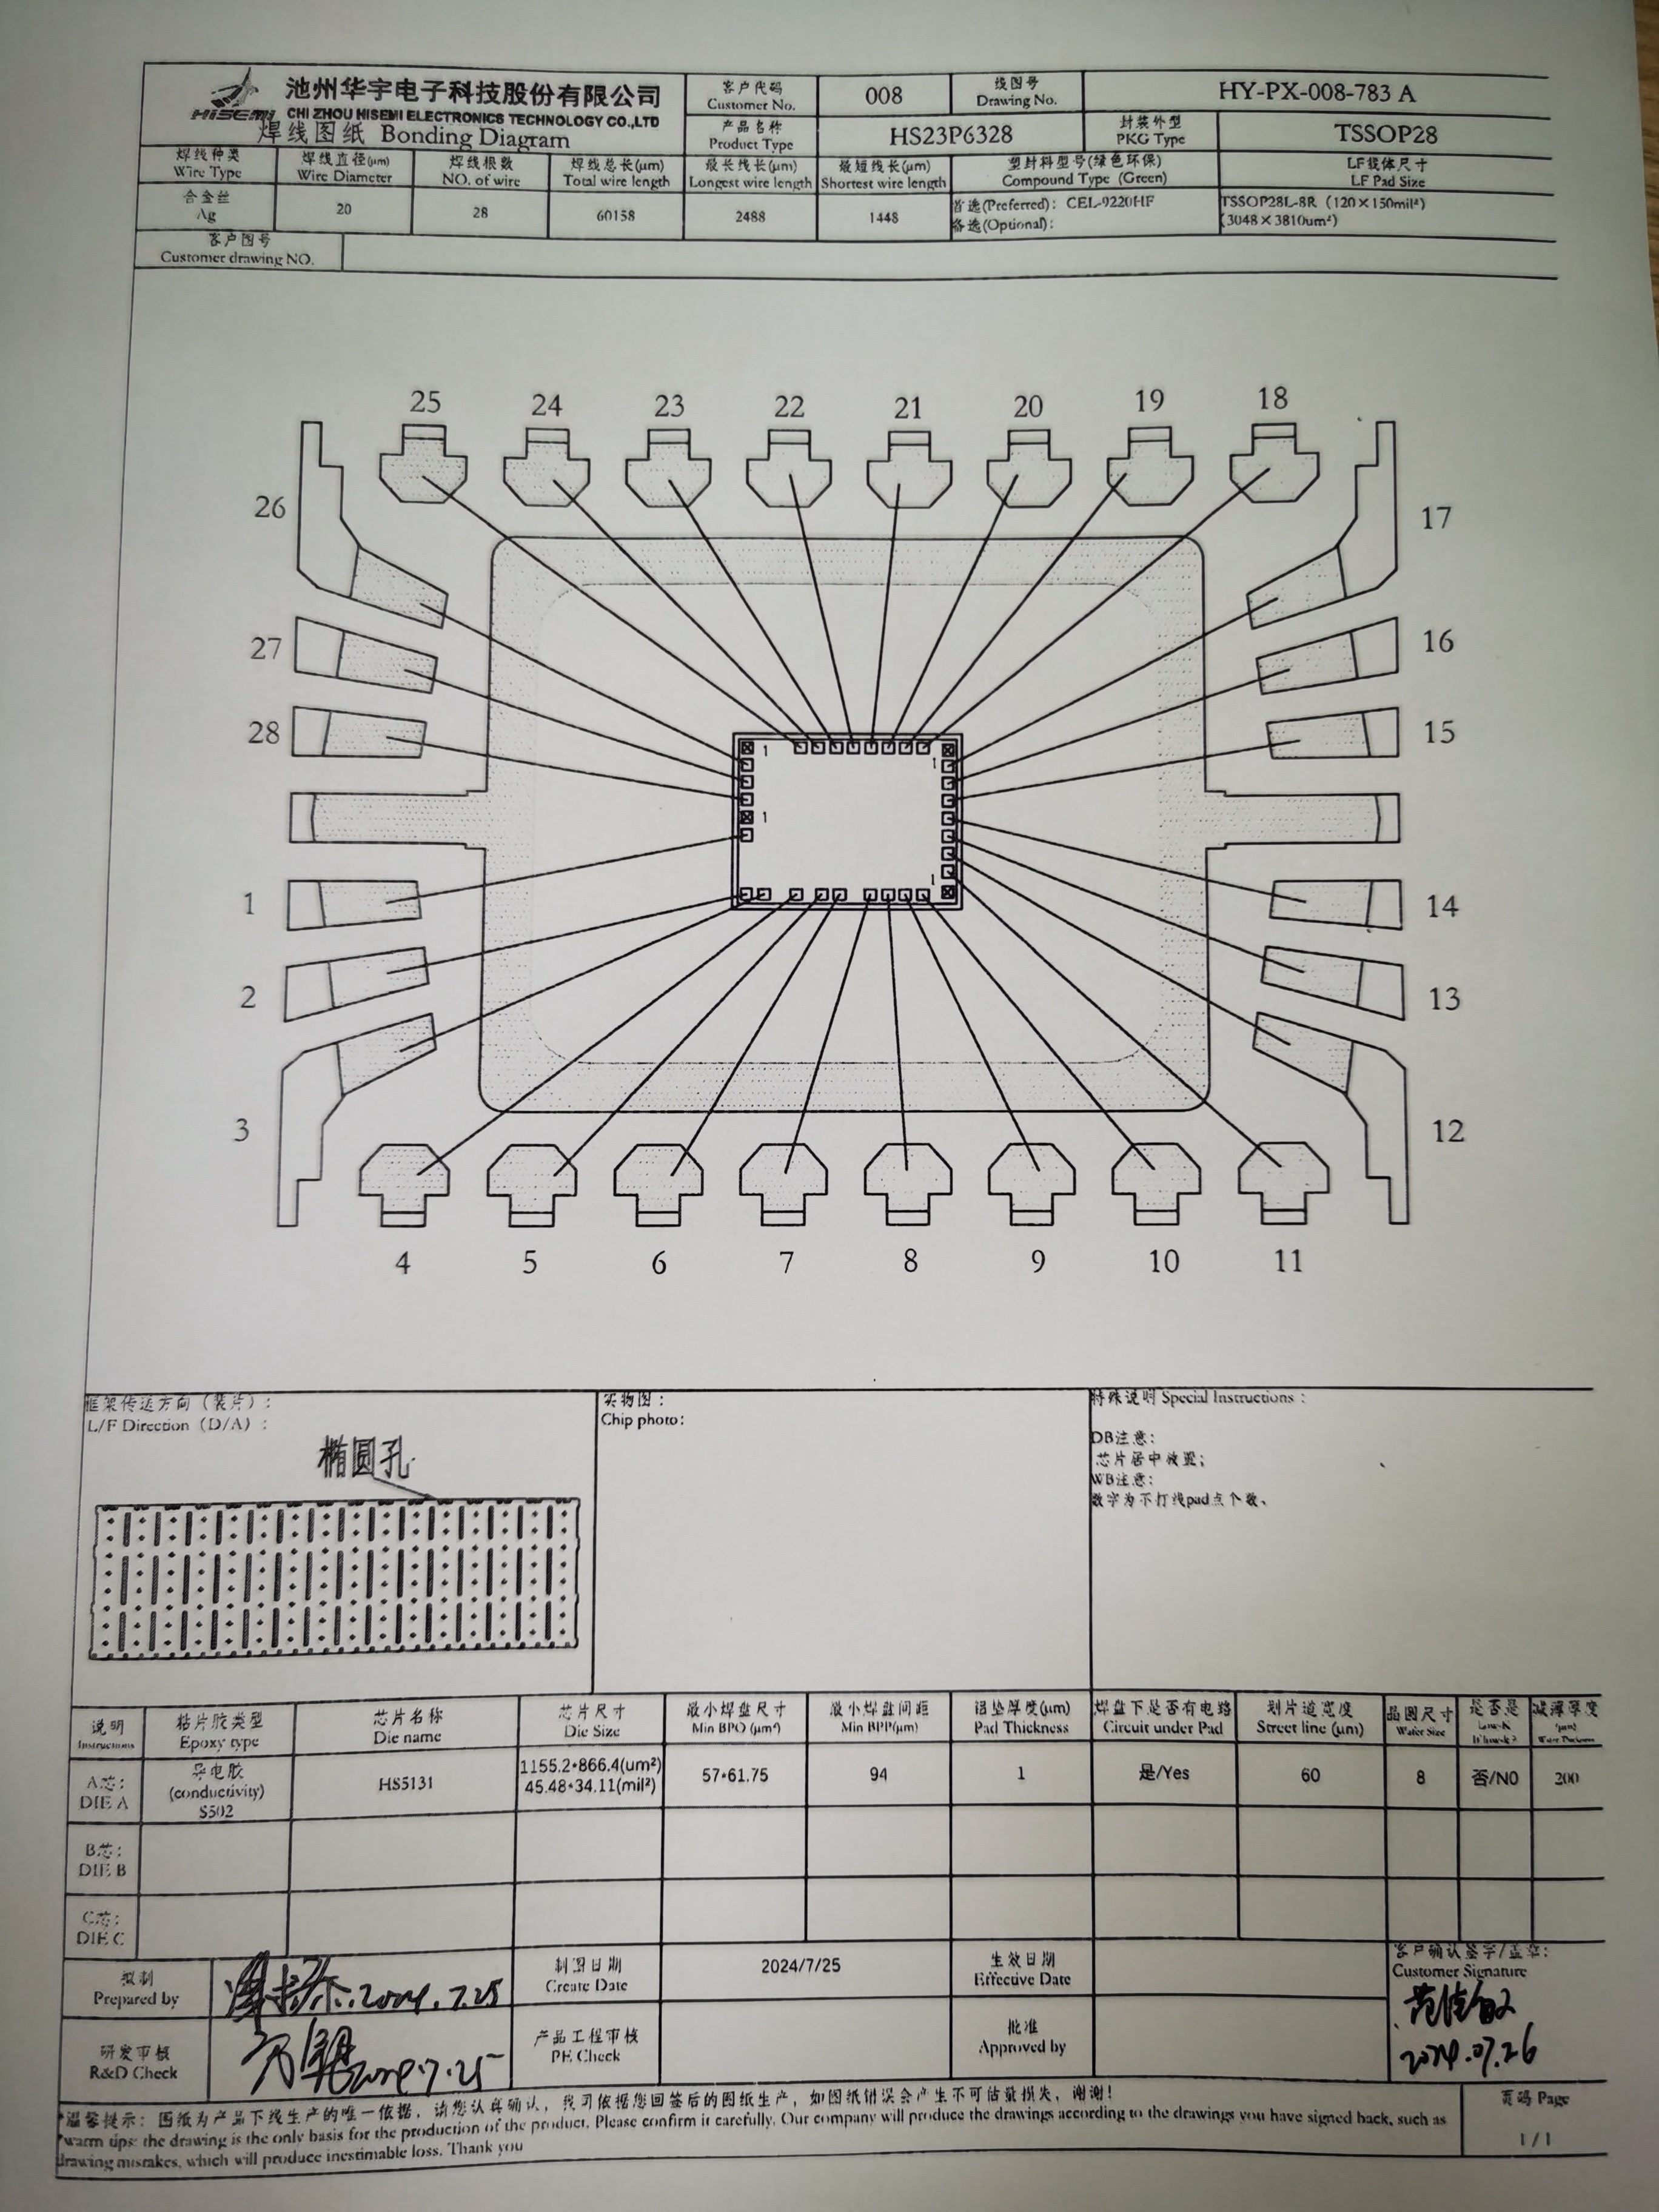 HISEMI 池州华宇电子科技股份有限公司
CHI ZHOU HISEMI ELECTRONICS TECHNOLOGY CO.,LTD
焊线图纸 Bonding Diagram
客户代码
Customer No.
008
线图号
Drawing No.
HY-PX-008-783 A
产品名称
Product Type
HS23P6328
封装外型
PKG Type
TSSOP28
焊线种类
Wire Type
焊线直径(μm)
Wire Diameter
焊线根数
NO. of wire
焊线总长(μm)
Total wire length
最长线长(μm)
Longest wire length
最短线长(μm)
Shortest wire length
塑封料型号(绿色环保)
Compound Type (Green)
LF载体尺寸
LF Pad Size
合金丝
Ag
20
28
60158
2488
1448
首选(Preferred): CEL-9220HF
备选(Optional):
TSSOP28L-8R (120×150mil²)
(3048×3810um²)
客户图号
Customer drawing NO.
25 24 23 22 21 20 19 18
26
17
27
16
28
15
1
1
1
1
1
14
2
13
3
12
4 5 6 7 8 9 10 11
框架传送方向(装片):
L/F Direction (D/A) :
椭圆孔
实物图:
Chip photo:
特殊说明 Special Instructions :
DB注意:
芯片居中放置;
WB注意:
数字为不打线pad点个数、
说明
Instructions
粘片胶类型
Epoxy type
芯片名称
Die name
芯片尺寸
Die Size
最小焊盘尺寸
Min BPO (μm²)
最小焊盘间距
Min BPP(μm)
铝垫厚度(μm)
Pad Thickness
焊盘下是否有电路
Circuit under Pad
划片道宽度
Street line (μm)
晶圆尺寸
Wafer Size
是否是
Low-K
减薄厚度
(μm)
A芯:
DIE A
导电胶
(conductivity)
S502
HS5131
1155.2*866.4(um²)
45.48*34.11(mil²)
57*61.75
94
1
是/Yes
60
8
否/NO
200
B芯:
DIE B
C芯:
DIE C
拟制
Prepared by
2024.7.25
制图日期
Create Date
2024/7/25
生效日期
Effective Date
客户确认签字/盖章:
Customer Signature
2024.07.26
研发审核
R&D Check
2024.7.25
产品工程审核
PE Check
批准
Approved by
*温馨提示: 图纸为产品下线生产的唯一依据, 请您认真确认, 我司依据您回签后的图纸生产, 如图纸错误会产生不可估量损失, 谢谢!
*warm tips: the drawing is the only basis for the production of the product. Please confirm it carefully. Our company will produce the drawings according to the drawings you have signed back, such as
drawing mistakes, which will produce inestimable loss. Thank you
页码 Page
1/1